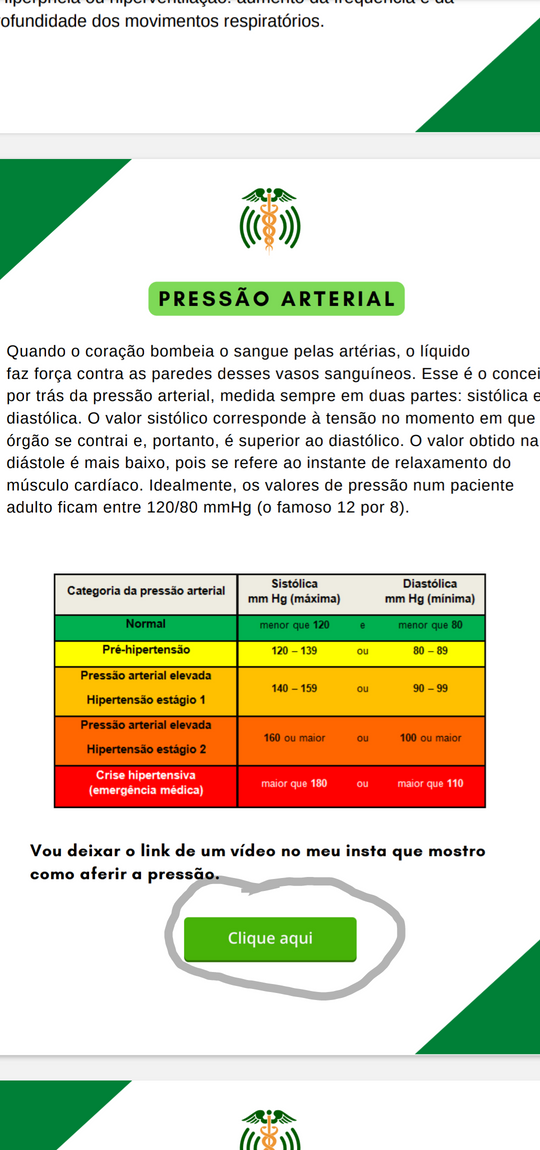 hiperpneia ou hiperventilação: aumento da frequência e da
ofundidade dos movimentos respiratórios.
PRESSÃO ARTERIAL
Quando o coração bombeia o sangue pelas artérias, o líquido
faz força contra as paredes desses vasos sanguíneos. Esse é o concei
por trás da pressão arterial, medida sempre em duas partes: sistólica e
diastólica. O valor sistólico corresponde à tensão no momento em que
órgão se contrai e, portanto, é superior ao diastólico. O valor obtido na
diástole é mais baixo, pois se refere ao instante de relaxamento do
músculo cardíaco. Idealmente, os valores de pressão num paciente
adulto ficam entre 120/80 mmHg (o famoso 12 por 8).
Categoria da pressão arterial Sistólica mm Hg (máxima) Diastólica mm Hg (mínima)
Normal menor que 120 e menor que 80
Pré-hipertensão 120 – 139 ou 80 – 89
Pressão arterial elevada
Hipertensão estágio 1 140 – 159 ou 90 – 99
Pressão arterial elevada
Hipertensão estágio 2 160 ou maior ou 100 ou maior
Crise hipertensiva
(emergência médica) maior que 180 ou maior que 110
Vou deixar o link de um vídeo no meu insta que mostro
como aferir a pressão.
Clique aqui